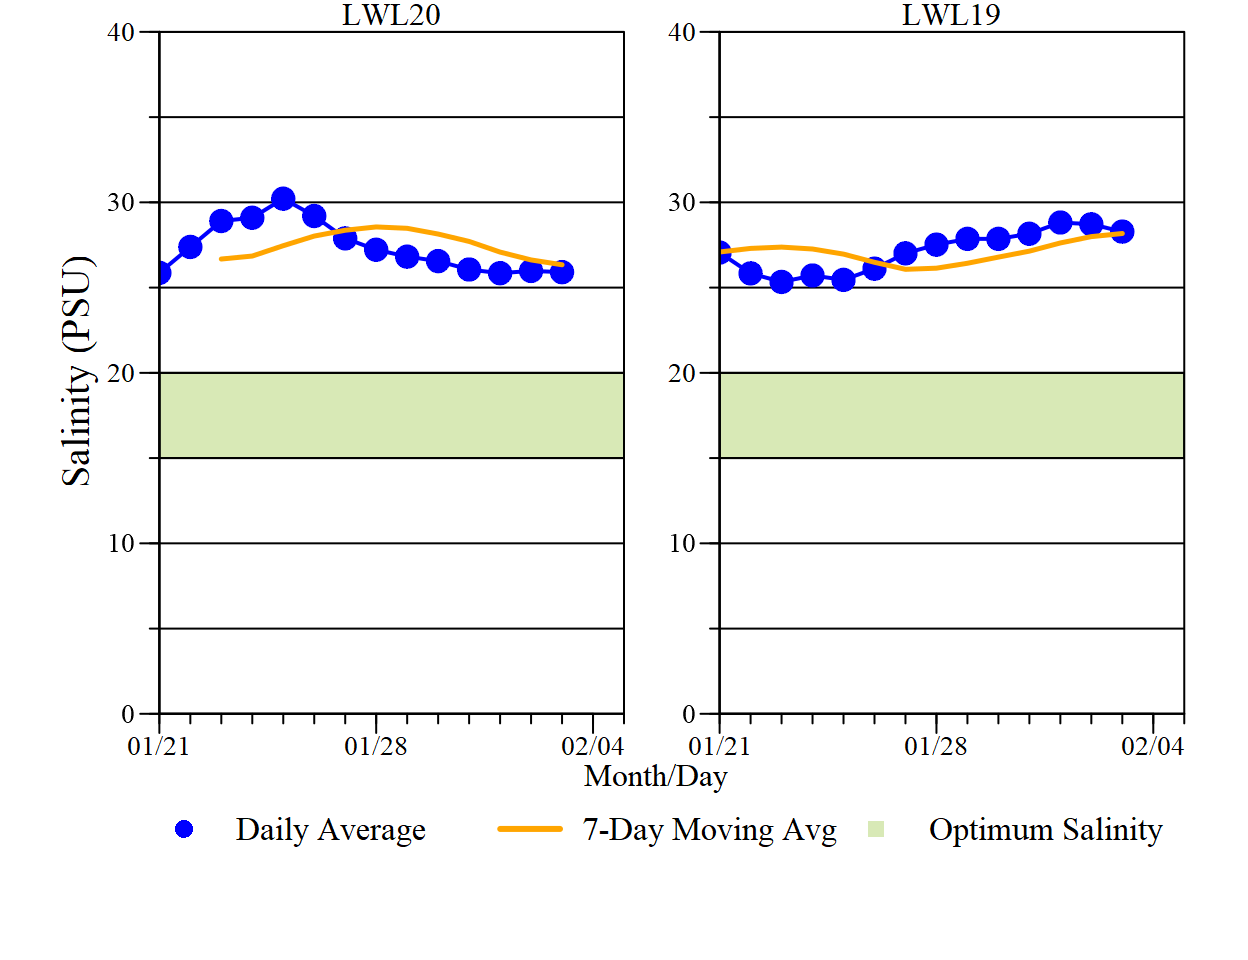 LWL20 LWL19
40 40
30 30
20 20
10 10
0 0
Salinity (PSU)
01/21 01/28 02/04 01/21 01/28 02/04
Month/Day
Daily Average 7-Day Moving Avg Optimum Salinity